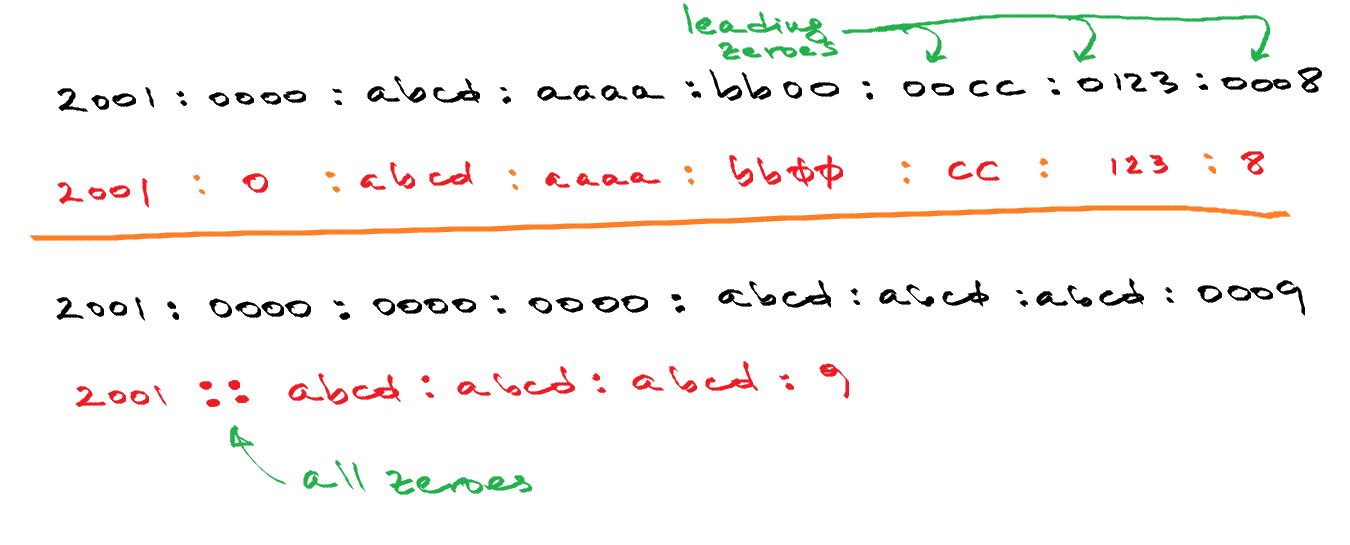 leading
zeroes
2001 : 0000 : abcd : aaaa : bb00 : 00cc : 0123 : 0008
2001 : 0 : abcd : aaaa : bb00 : cc : 123 : 8
2001 : 0000 : 0000 : 0000 : abcd : abcd : abcd : 0009
2001 :: abcd : abcd : abcd : 9
all zeroes